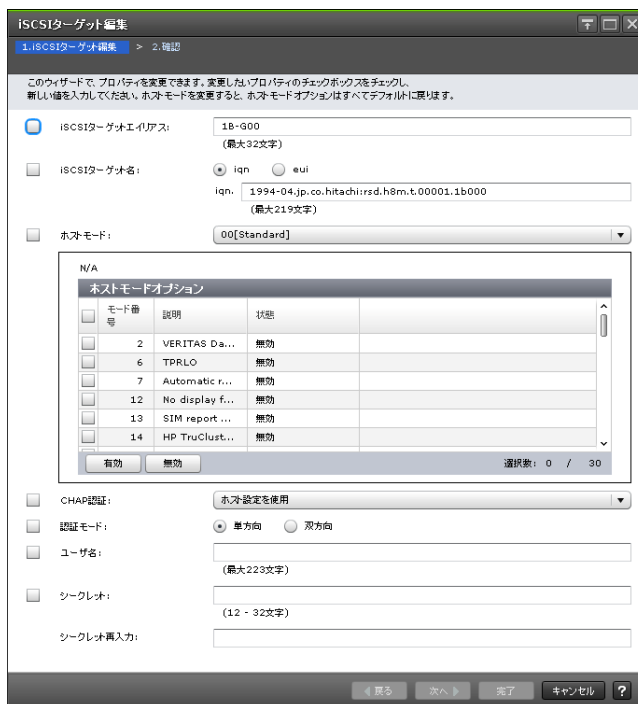 iSCSIターゲット編集
1.iSCSIターゲット編集 > 2.確認
このウィザードで、プロパティを変更できます。変更したいプロパティのチェックボックスをチェックし、
新しい値を入力してください。ホストモードを変更すると、ホストモードオプションはすべてデフォルトに戻ります。
iSCSIターゲットエイリアス: 1B-G00
(最大32文字)
iSCSIターゲット名: iqn eui
iqn. 1994-04.jp.co.hitachi:rsd.h8m.t.00001.1b000
(最大219文字)
ホストモード: 00[Standard]
N/A
ホストモードオプション
モード番号 説明 状態
2 VERITAS Da... 無効
6 TPRLO 無効
7 Automatic r... 無効
12 No display f... 無効
13 SIM report ... 無効
14 HP TruClust... 無効
有効 無効 選択数: 0 / 30
CHAP認証: ホスト設定を使用
認証モード: 単方向 双方向
ユーザ名:
(最大223文字)
シークレット:
(12 - 32文字)
シークレット再入力:
戻る 次へ 完了 キャンセル ?